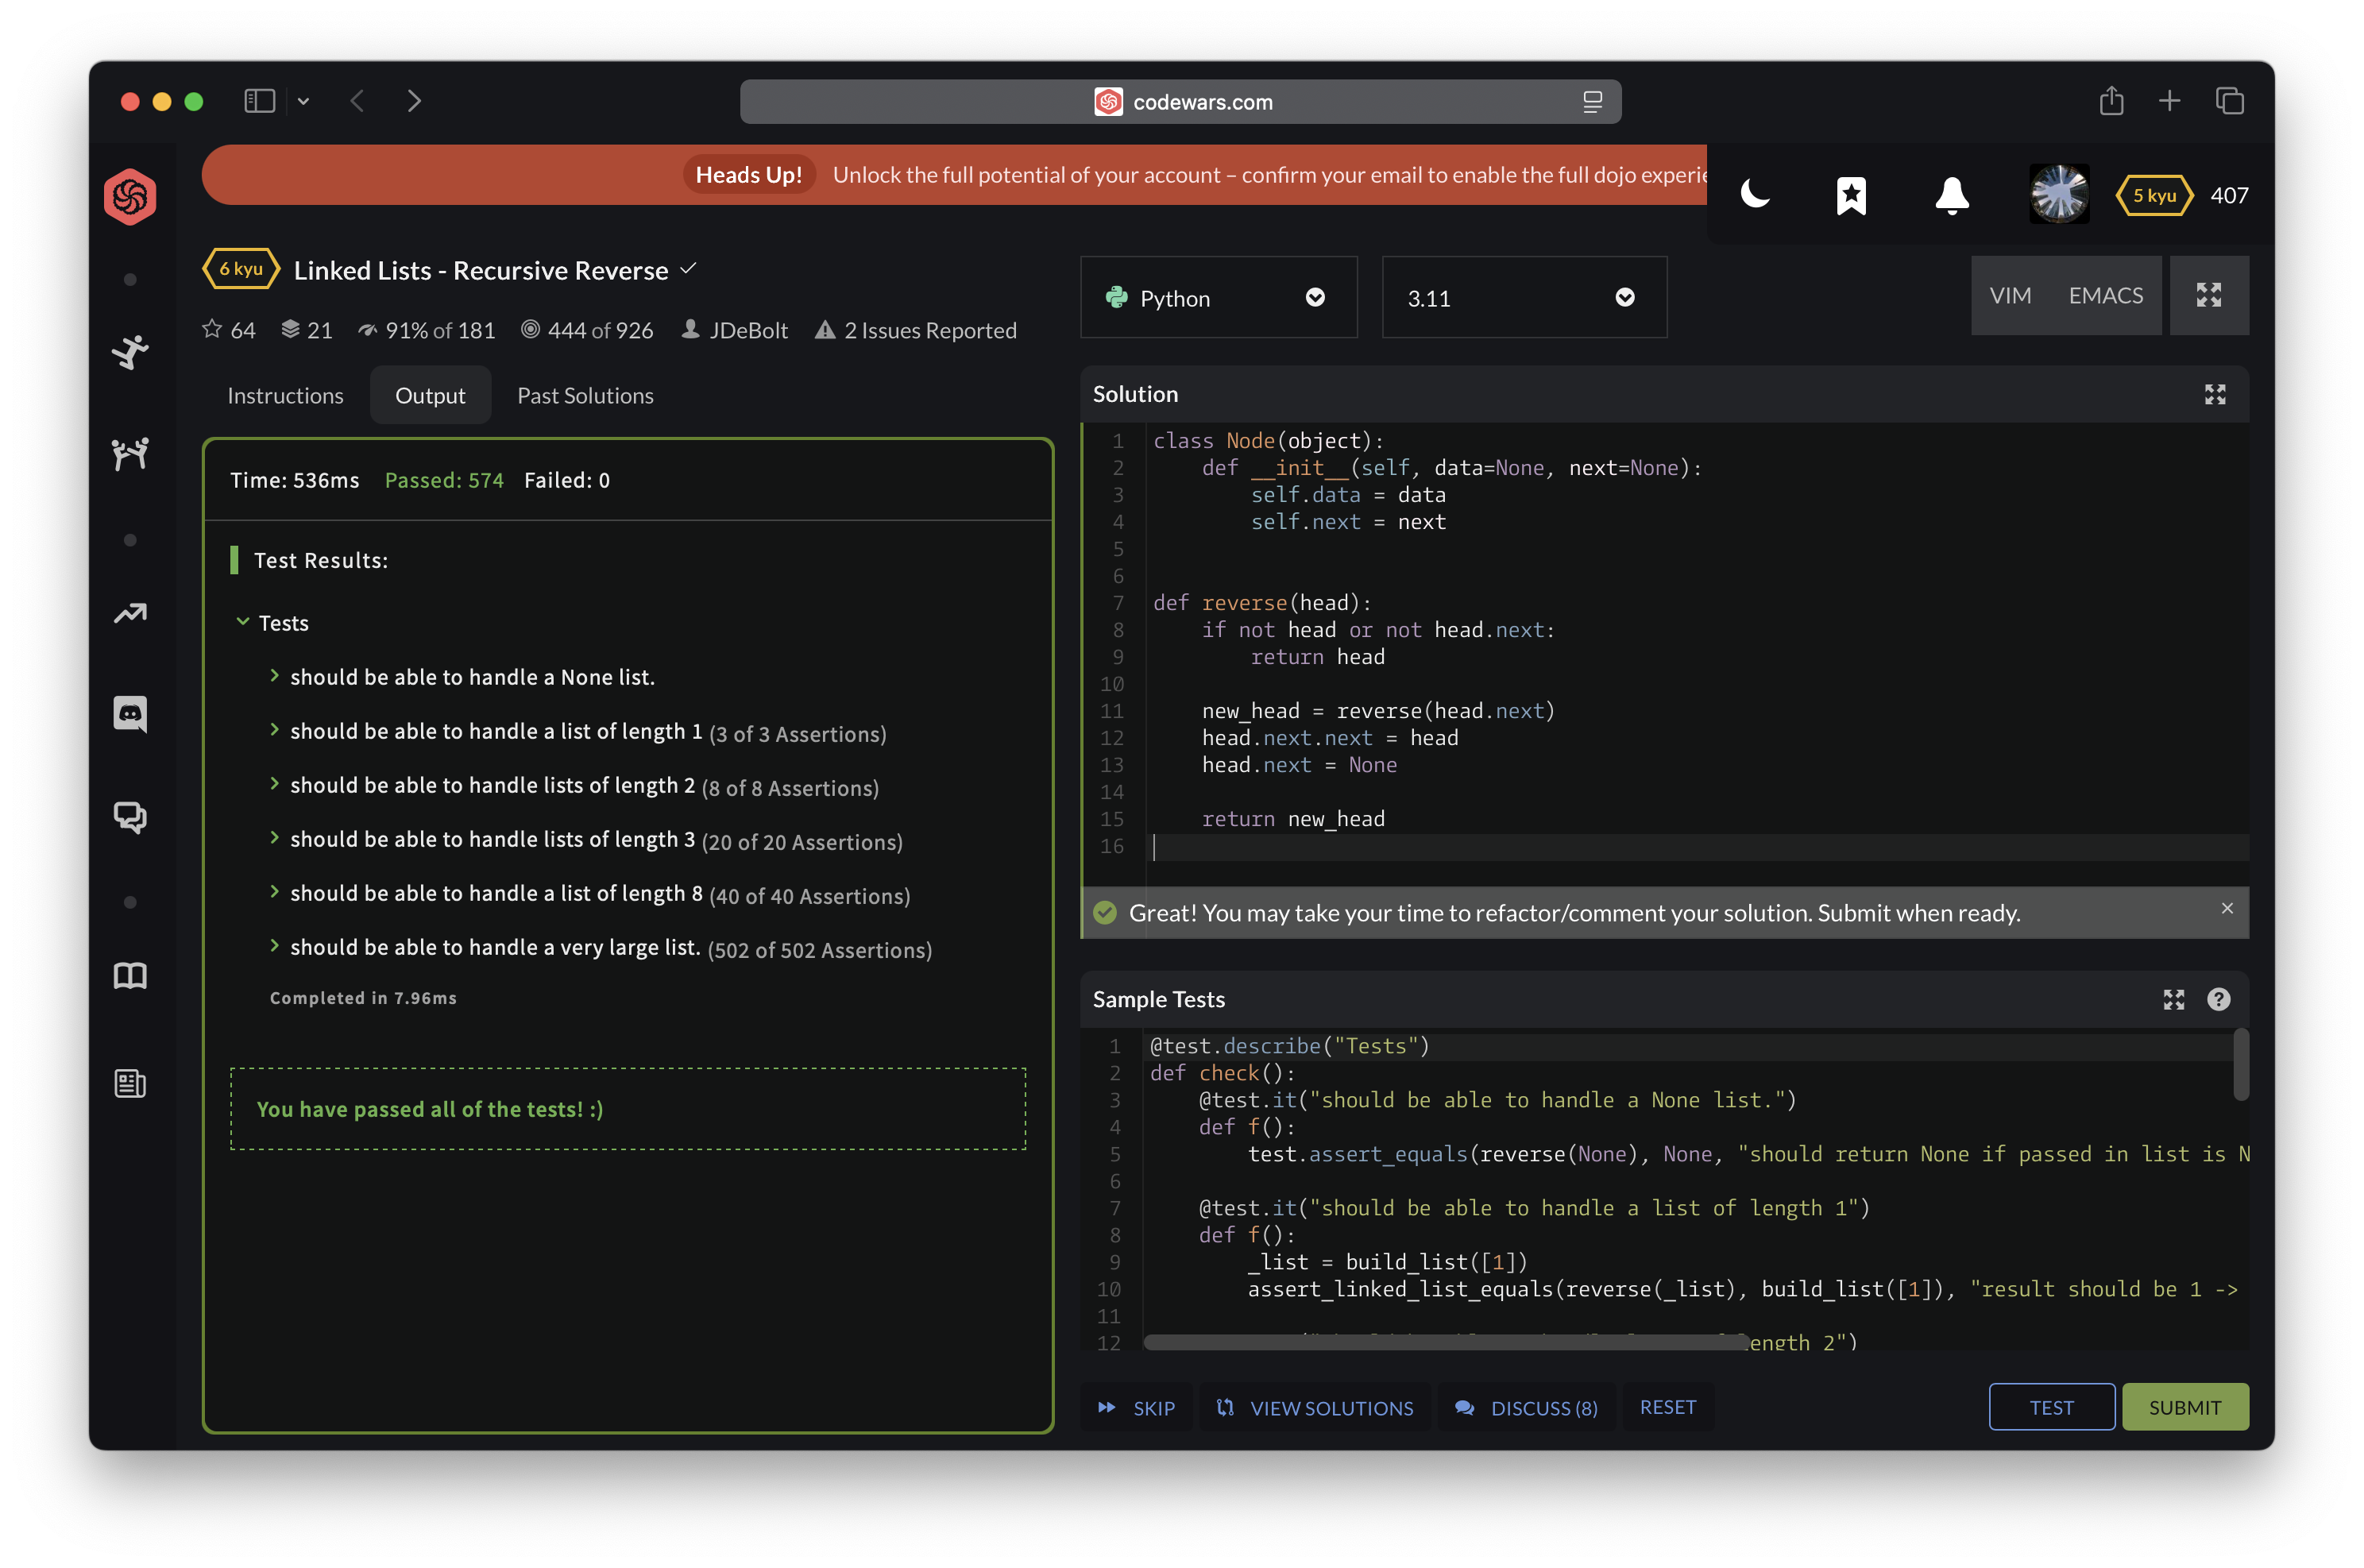 codewars.com
Heads Up! Unlock the full potential of your account – confirm your email to enable the full dojo experie
5 kyu 407
6 kyu Linked Lists - Recursive Reverse
64 21 91% of 181 444 of 926 JDeBolt 2 Issues Reported
Instructions Output Past Solutions
Time: 536ms Passed: 574 Failed: 0
Test Results:
Tests
should be able to handle a None list.
should be able to handle a list of length 1 (3 of 3 Assertions)
should be able to handle lists of length 2 (8 of 8 Assertions)
should be able to handle lists of length 3 (20 of 20 Assertions)
should be able to handle a list of length 8 (40 of 40 Assertions)
should be able to handle a very large list. (502 of 502 Assertions)
Completed in 7.96ms
You have passed all of the tests! :)
Python 3.11 VIM EMACS
Solution
1 class Node(object):
2     def __init__(self, data=None, next=None):
3         self.data = data
4         self.next = next
5
6
7 def reverse(head):
8     if not head or not head.next:
9         return head
10
11     new_head = reverse(head.next)
12     head.next.next = head
13     head.next = None
14
15     return new_head
16
Great! You may take your time to refactor/comment your solution. Submit when ready.
Sample Tests
1 @test.describe("Tests")
2 def check():
3     @test.it("should be able to handle a None list.")
4     def f():
5         test.assert_equals(reverse(None), None, "should return None if passed in list is N
6
7     @test.it("should be able to handle a list of length 1")
8     def f():
9         _list = build_list([1])
10         assert_linked_list_equals(reverse(_list), build_list([1]), "result should be 1 ->
11
12 length 2")
SKIP VIEW SOLUTIONS DISCUSS (8) RESET TEST SUBMIT